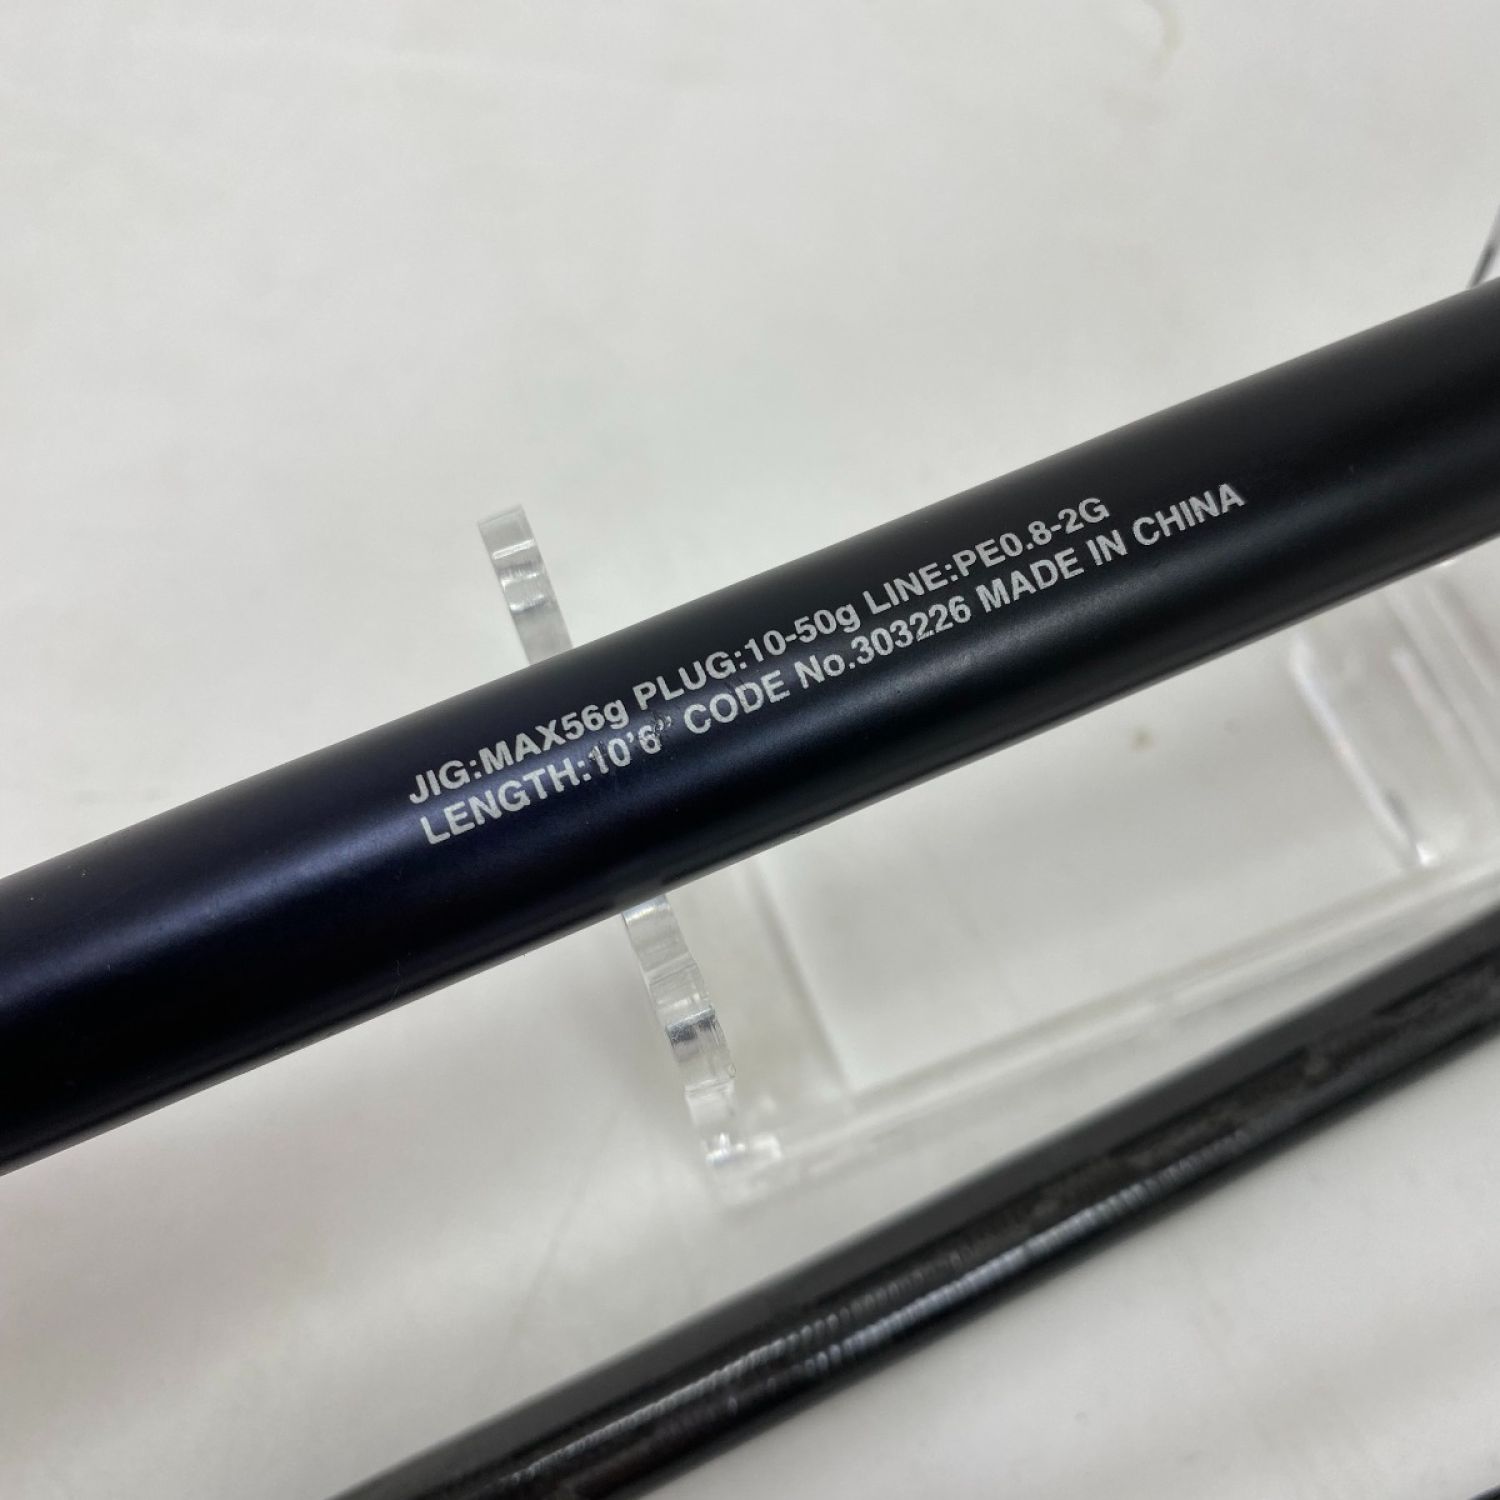 JIG:MAX56g PLUG:10-50g LINE:PE0.8-2G
LENGTH:10'6" CODE No.303226 MADE IN CHINA